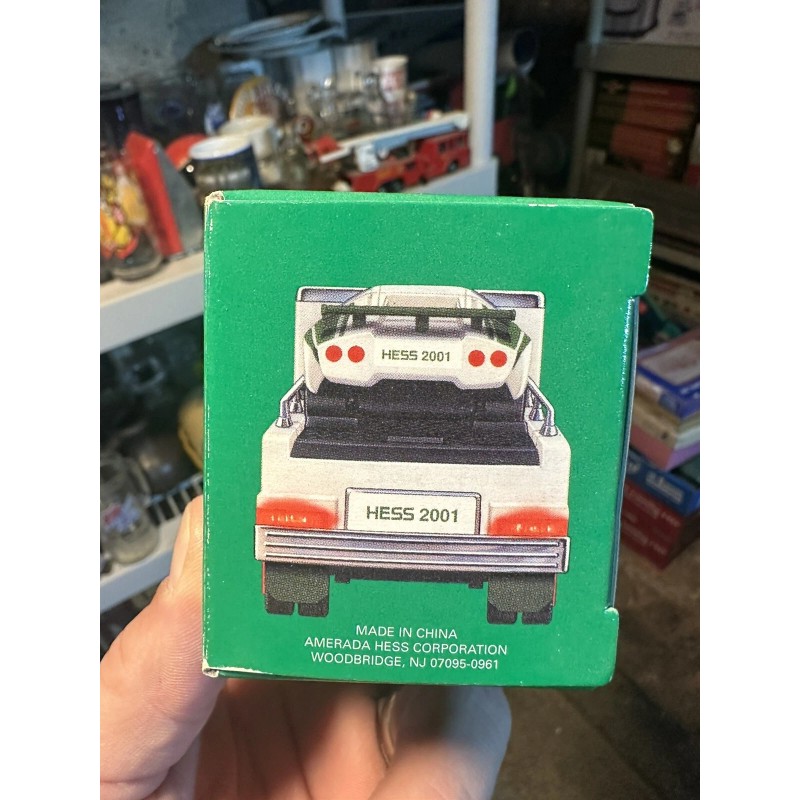 HESS 2001
HESS 2001
MADE IN CHINA
AMERADA HESS CORPORATION
WOODBRIDGE, NJ 07095-0961